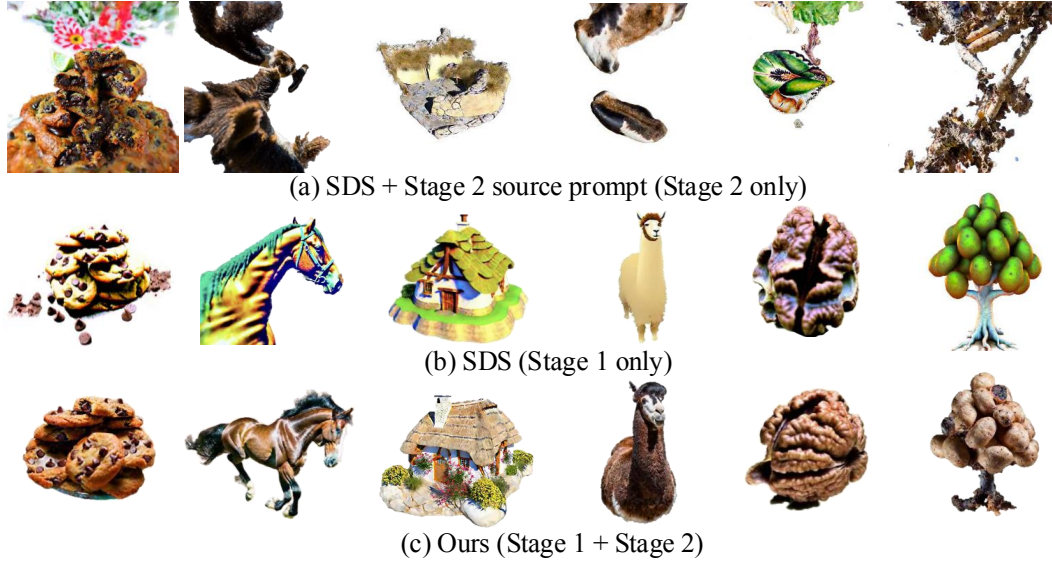 (a) SDS + Stage 2 source prompt (Stage 2 only)
(b) SDS (Stage 1 only)
(c) Ours (Stage 1 + Stage 2)